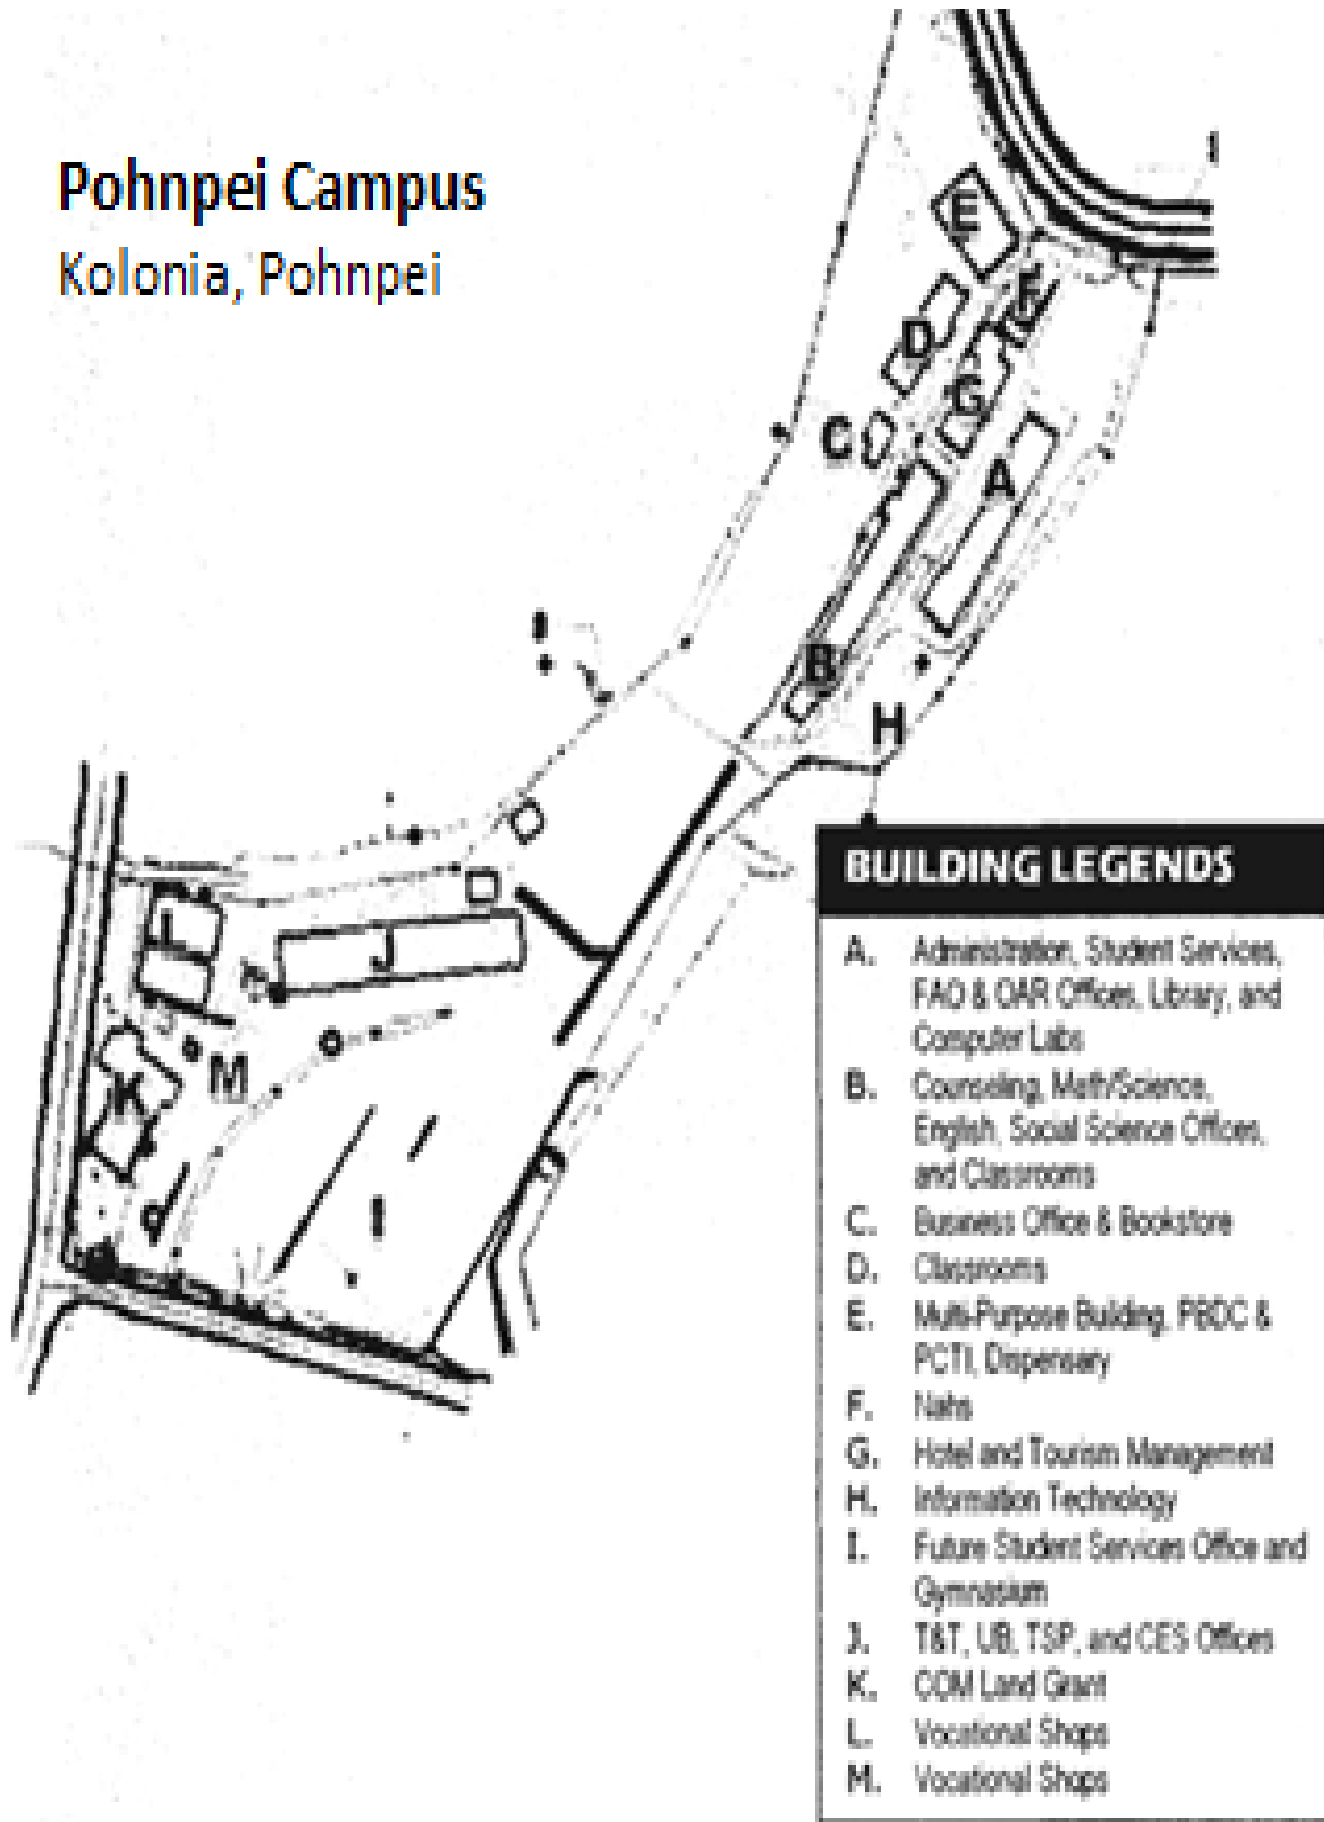 Pohnpei Campus
Kolonia, Pohnpei
E
F
D
G
C
A
B
H
L
J
M
K
BUILDING LEGENDS
A. Administration, Student Services,
FAO & OAR Offices, Library, and
Computer Labs
B. Counseling, Math/Science,
English, Social Science Offices,
and Classrooms
C. Business Office & Bookstore
D. Classrooms
E. Multi-Purpose Building, PBDC &
PCTI, Dispensary
F. Nahs
G. Hotel and Tourism Management
H. Information Technology
I. Future Student Services Office and
Gymnasium
J. T&T, UB, TSP, and CES Offices
K. COM Land Grant
L. Vocational Shops
M. Vocational Shops